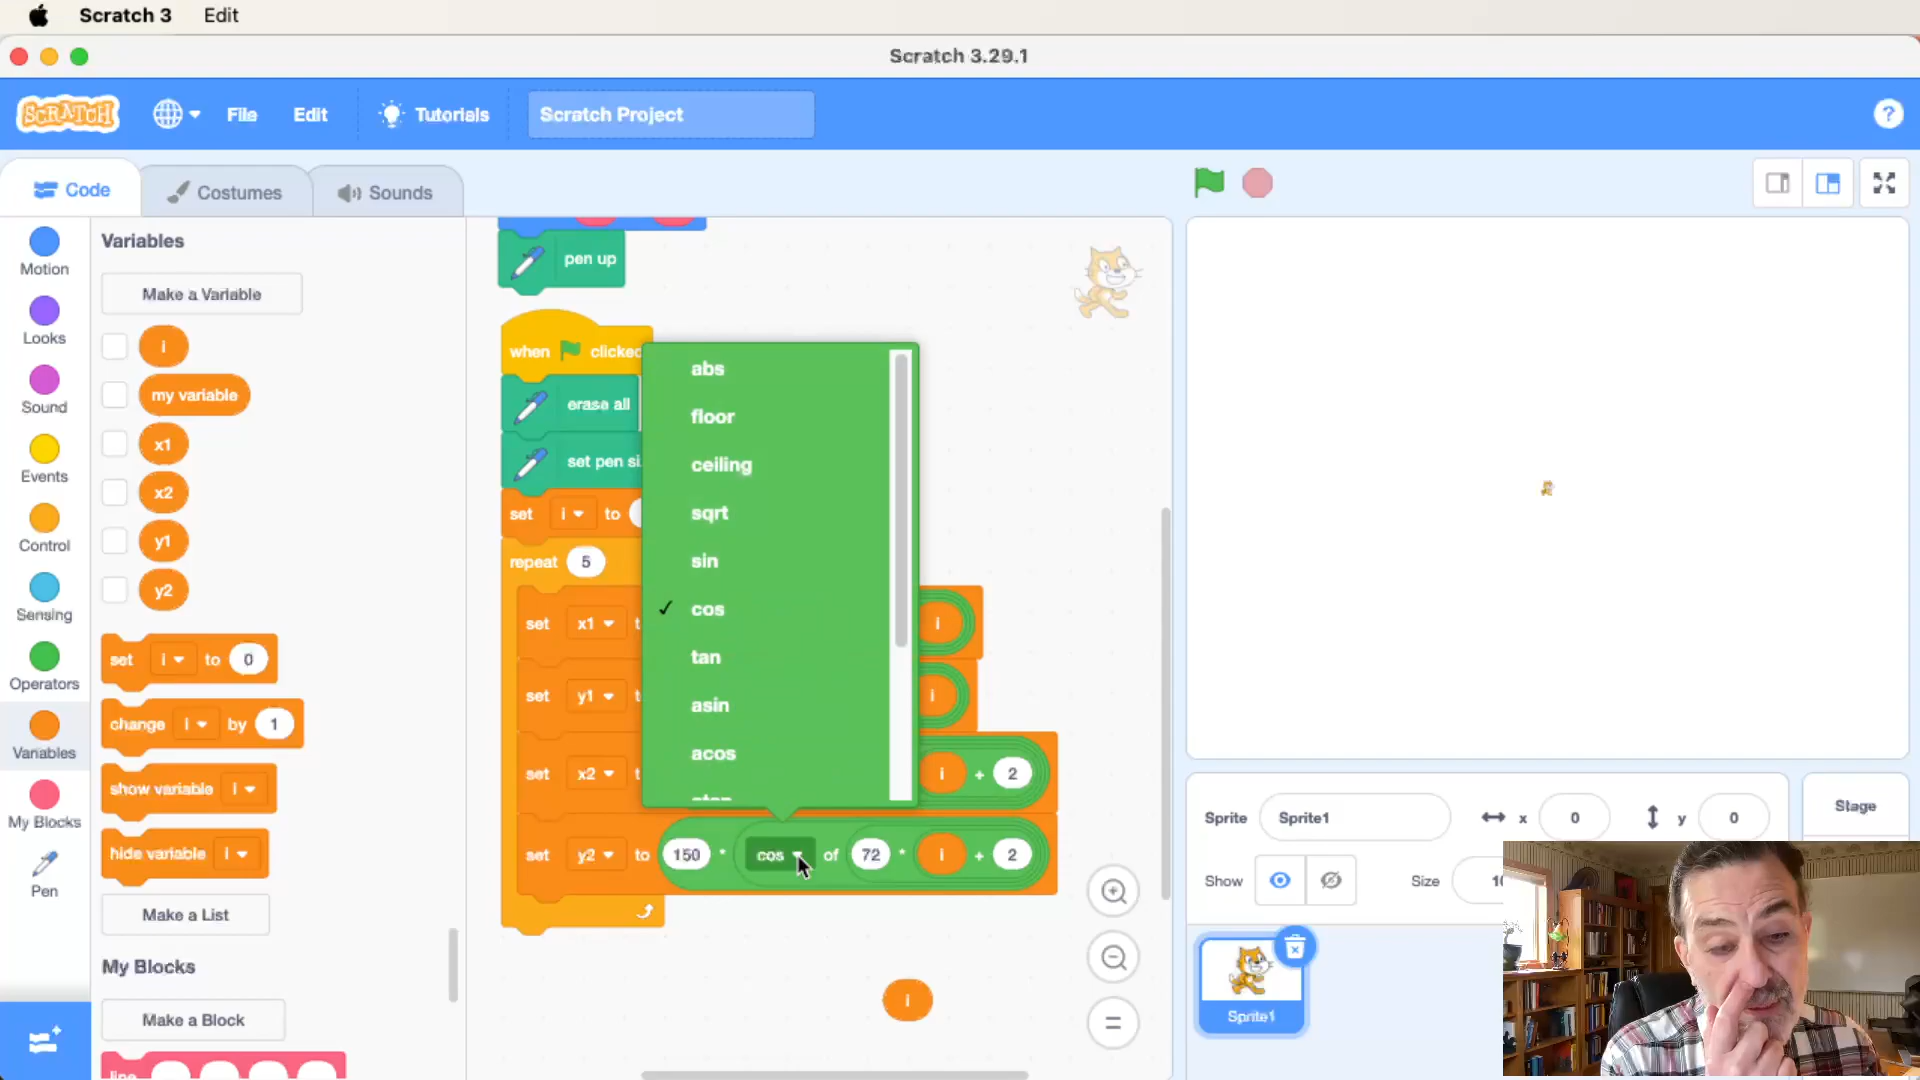 Scratch 3 Edit
Scratch 3.29.1
SCRATCH File Edit Tutorials Scratch Project ?
Code Costumes Sounds
Motion
Looks
Sound
Events
Control
Sensing
Operators
Variables
My Blocks
Pen
Variables
Make a Variable
i
my variable
x1
x2
y1
y2
set i to 0
change i by 1
show variable i
hide variable i
Make a List
My Blocks
Make a Block
line
pen up
when clicked
erase all
set pen si
set i to
repeat 5
set x1 t i
set y1 t i
set x2 t i + 2
set y2 to 150 * cos of 72 * i + 2
abs
floor
ceiling
sqrt
sin
✓ cos
tan
asin
acos
i
Sprite Sprite1 x 0 y 0
Show Size 10
Sprite1
Stage